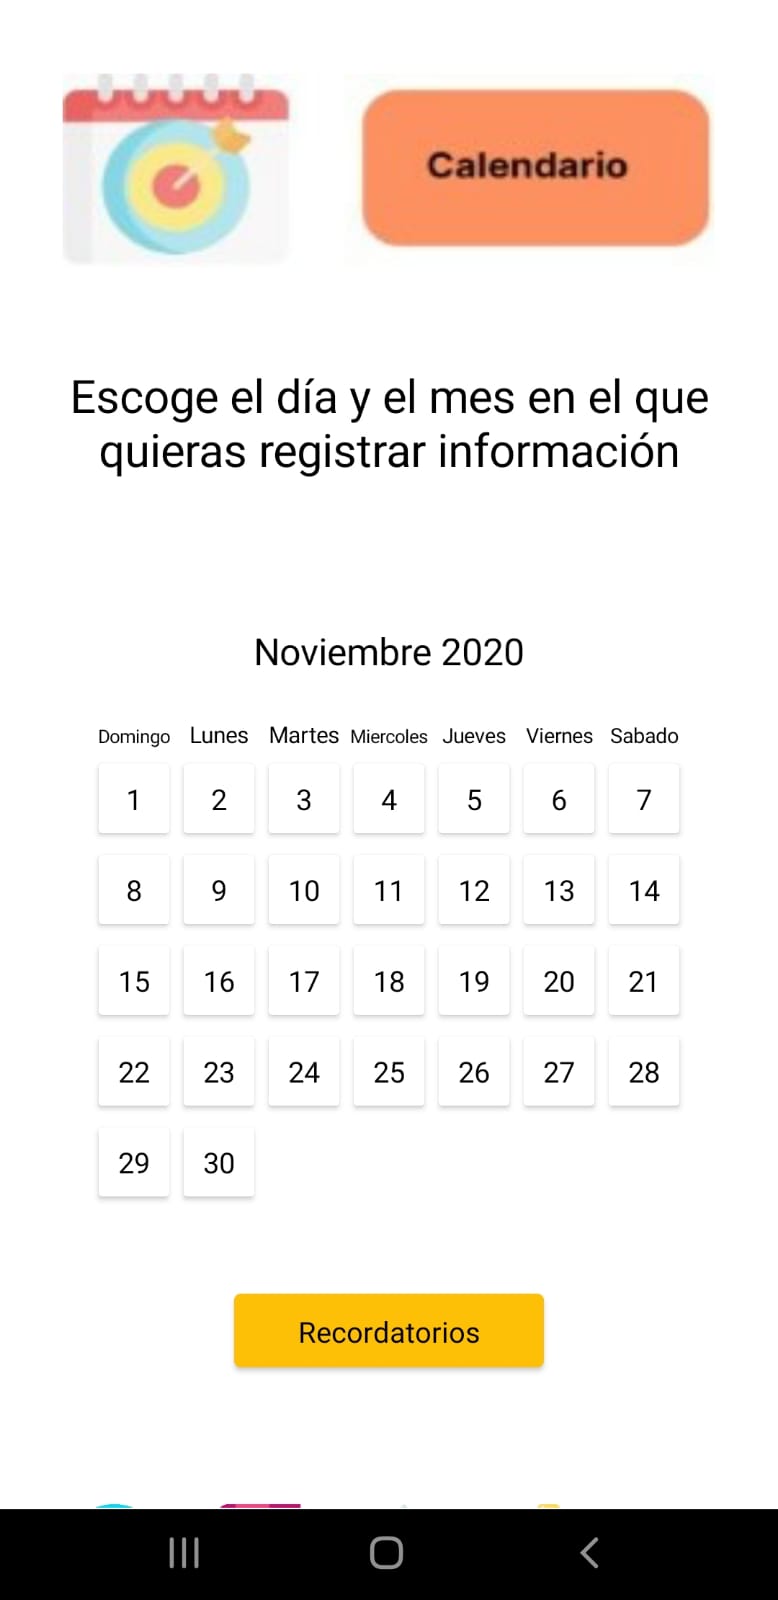 Calendario
Escoge el día y el mes en el que
quieras registrar información
Noviembre 2020
Domingo Lunes Martes Miercoles Jueves Viernes Sabado
1 2 3 4 5 6 7
8 9 10 11 12 13 14
15 16 17 18 19 20 21
22 23 24 25 26 27 28
29 30
Recordatorios